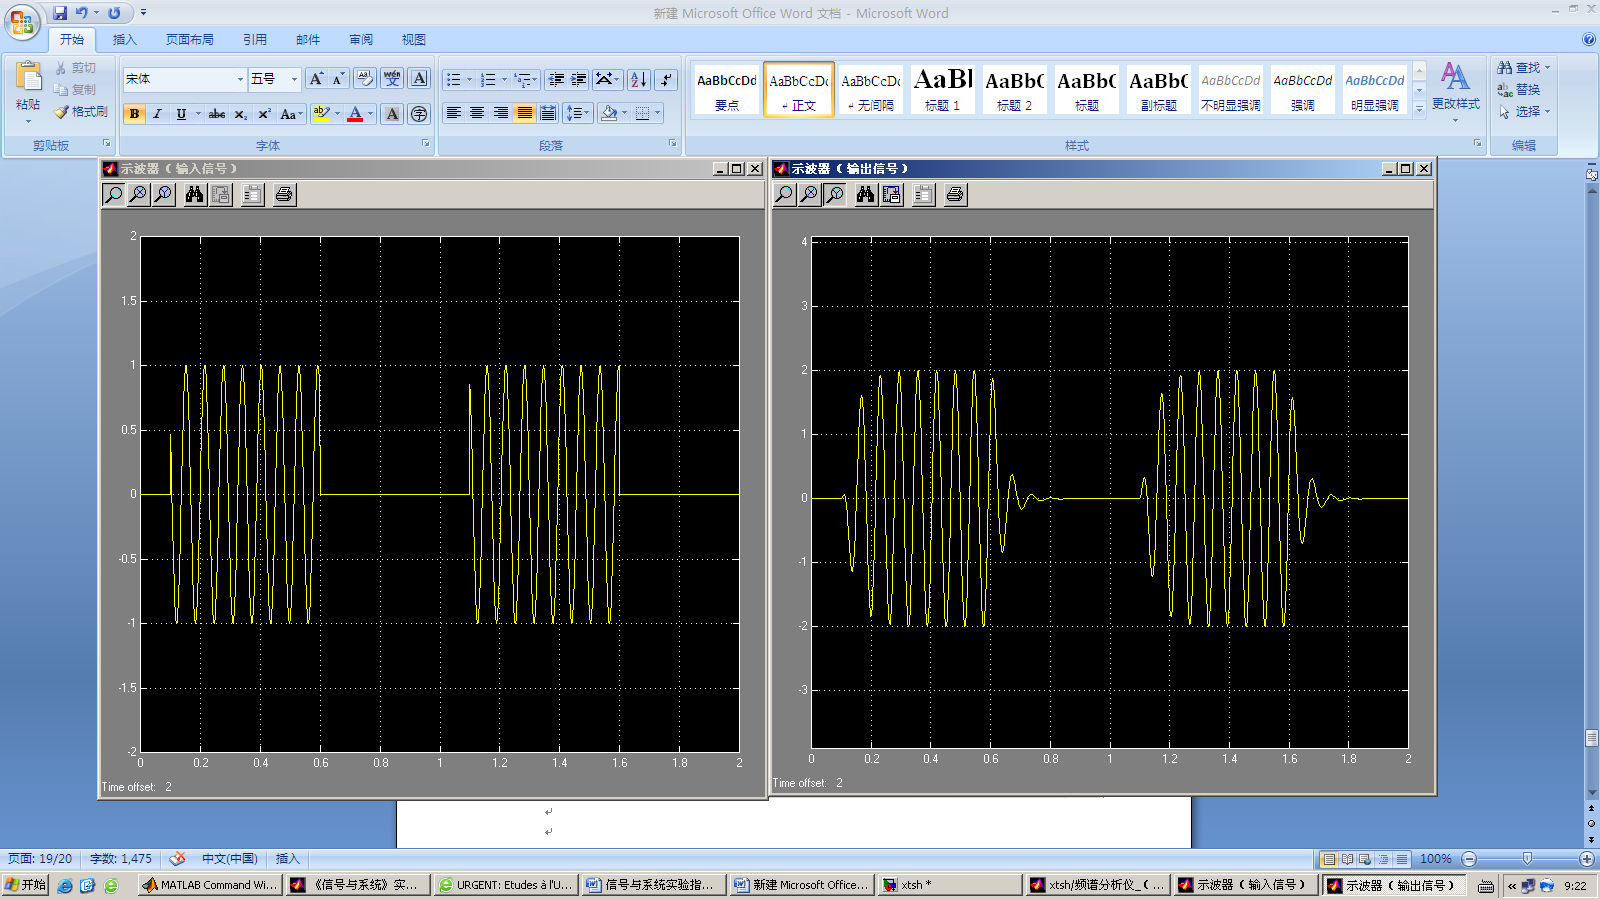 新建 Microsoft Office Word 文档 - Microsoft Word
开始 插入 页面布局 引用 邮件 审阅 视图
粘贴 剪切 复制 格式刷
宋体 五号
B I U abc x₂ x² Aa ab A A 字
AaBbCcDd AaBbCcDc AaBbCcDc AaBl AaBbC AaBbC AaBbC AaBbCcDd AaBbCcDd AaBbCcDd
要点 正文 无间隔 标题 1 标题 2 标题 副标题 不明显强调 强调 明显强调
更改样式
查找
替换
选择
剪贴板 字体 段落 样式 编辑
示波器（输入信号）
2
1.5
1
0.5
0
-0.5
-1
-1.5
-2
0 0.2 0.4 0.6 0.8 1 1.2 1.4 1.6 1.8 2
Time offset: 2
示波器（输出信号）
4
3
2
1
0
-1
-2
-3
0 0.2 0.4 0.6 0.8 1 1.2 1.4 1.6 1.8 2
Time offset: 2
页面: 19/20 字数: 1,475 中文(中国) 插入 100%
开始 MATLAB Command Wi... 《信号与系统》实... URGENT: Etudes à l'U... 信号与系统实验指... 新建 Microsoft Office... xtsh * xtsh/频谱分析仪_（... 示波器（输入信号） 示波器（输出信号） 9:22